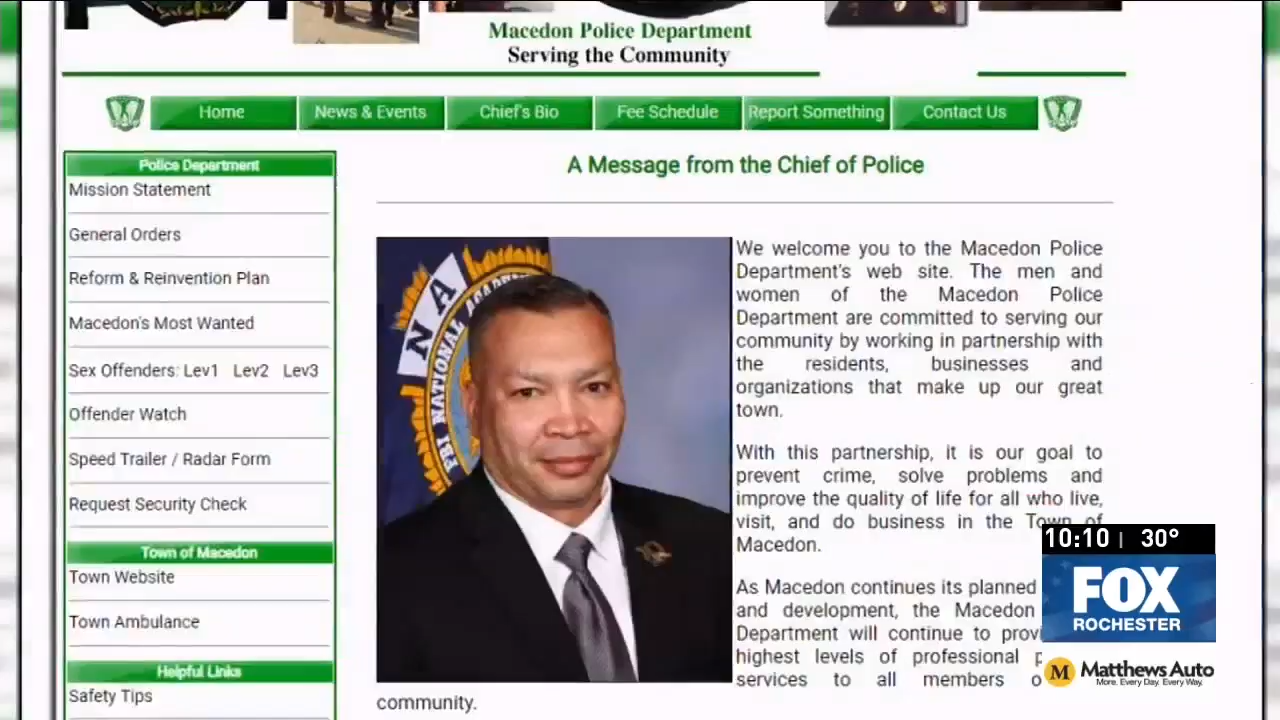 Macedon Police Department
Serving the Community
Home
News & Events
Chief's Bio
Fee Schedule
Report Something
Contact Us
Police Department
Mission Statement
General Orders
Reform & Reinvention Plan
Macedon's Most Wanted
Sex Offenders: Lev1 Lev2 Lev3
Offender Watch
Speed Trailer / Radar Form
Request Security Check
Town of Macedon
Town Website
Town Ambulance
Helpful Links
Safety Tips
A Message from the Chief of Police
NA
FBI NATIONAL
We welcome you to the Macedon Police
Department's web site. The men and
women of the Macedon Police
Department are committed to serving our
community by working in partnership with
the residents, businesses and
organizations that make up our great
town.
With this partnership, it is our goal to
prevent crime, solve problems and
improve the quality of life for all who live,
visit, and do business in the Town of
Macedon.
As Macedon continues its planned
and development, the Macedon
Department will continue to provi
highest levels of professional p
services to all members o
community.
10:10 | 30°
FOX
ROCHESTER
M Matthews Auto
More. Every Day. Every Way.